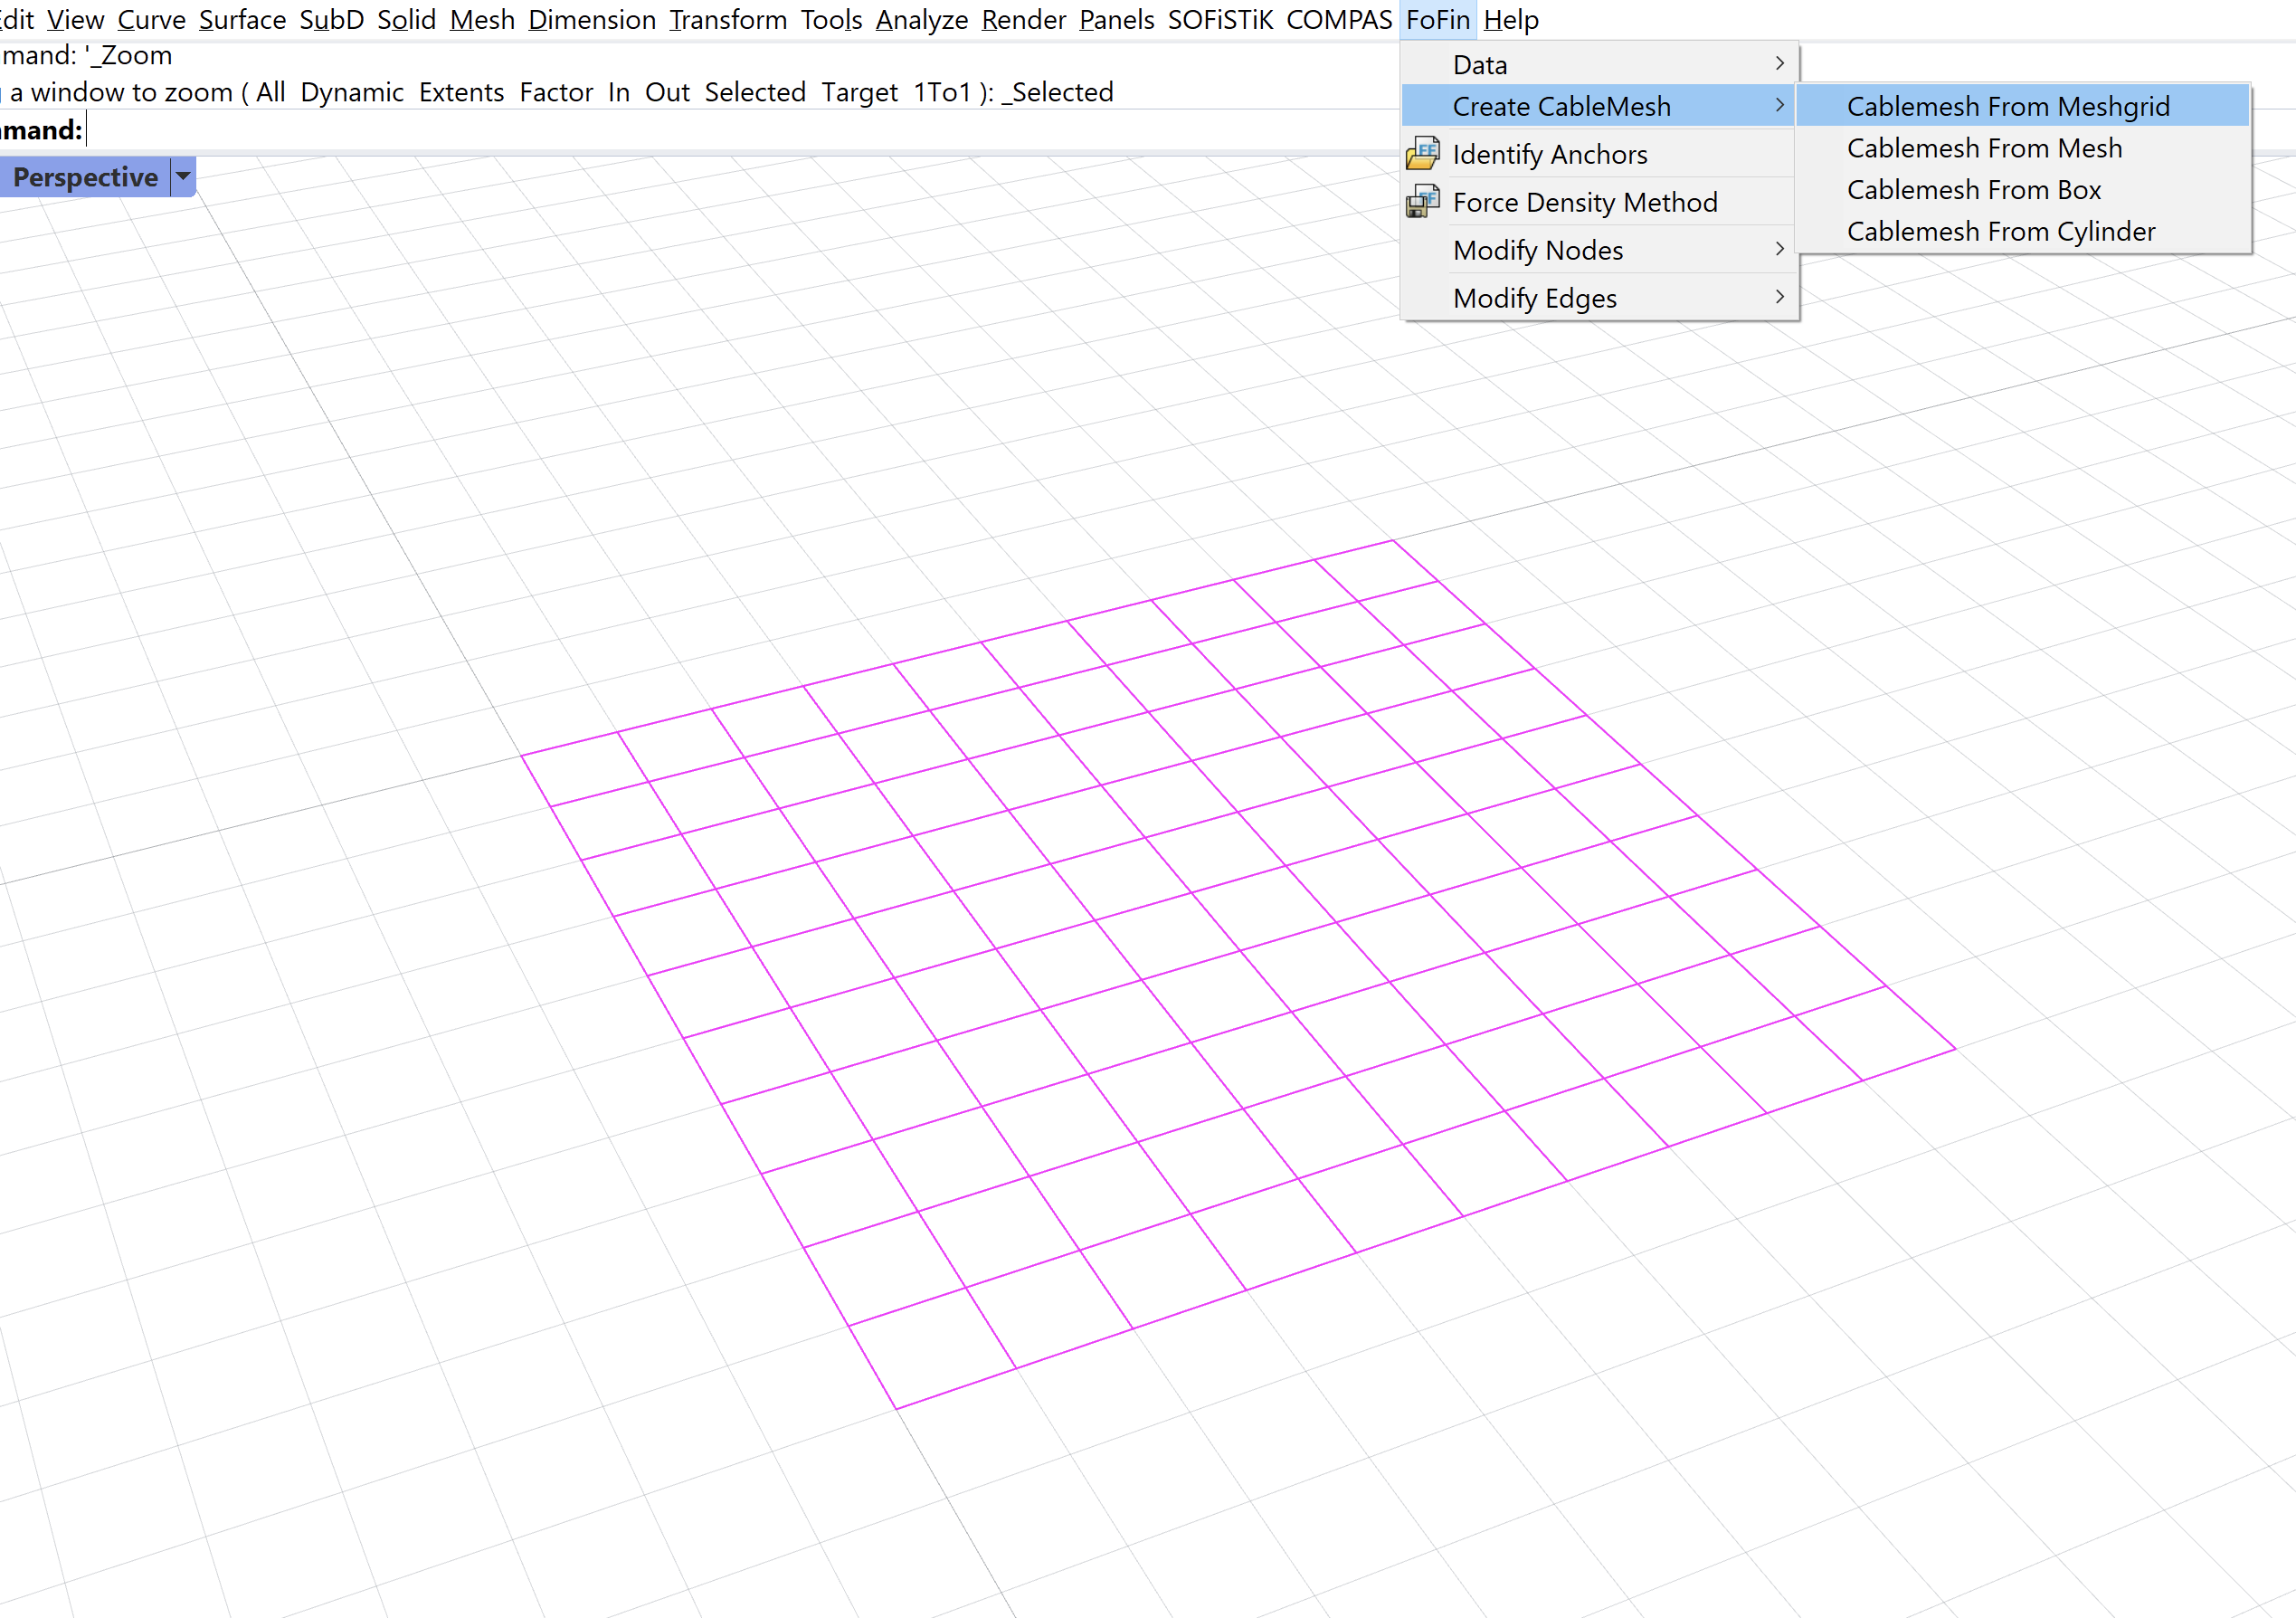 dit View Curve Surface SubD Solid Mesh Dimension Transform Tools Analyze Render Panels SOFiSTiK COMPAS FoFin Help
mand: '_Zoom
a window to zoom ( All Dynamic Extents Factor In Out Selected Target 1To1 ): _Selected
mand:
Perspective
Data
Create CableMesh
Identify Anchors
Force Density Method
Modify Nodes
Modify Edges
Cablemesh From Meshgrid
Cablemesh From Mesh
Cablemesh From Box
Cablemesh From Cylinder